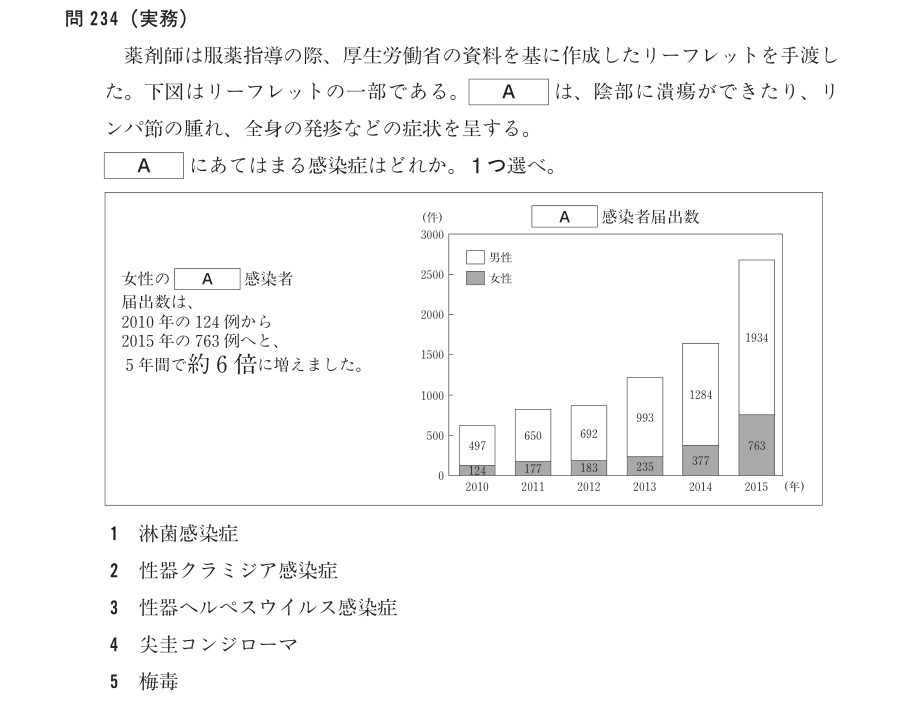 問 234（実務）
薬剤師は服薬指導の際、厚生労働省の資料を基に作成したリーフレットを手渡し
た。下図はリーフレットの一部である。 A は、陰部に潰瘍ができたり、リ
ンパ節の腫れ、全身の発疹などの症状を呈する。
A にあてはまる感染症はどれか。1つ選べ。
女性の A 感染者
届出数は、
2010 年の 124 例から
2015 年の 763 例へと、
5 年間で約 6 倍に増えました。
A 感染者届出数
(件)
3000
2500
2000
1500
1000
500
0
男性
女性
497 650 692 993 1284 1934
124 177 183 235 377 763
2010 2011 2012 2013 2014 2015 (年)
1 淋菌感染症
2 性器クラミジア感染症
3 性器ヘルペスウイルス感染症
4 尖圭コンジローマ
5 梅毒